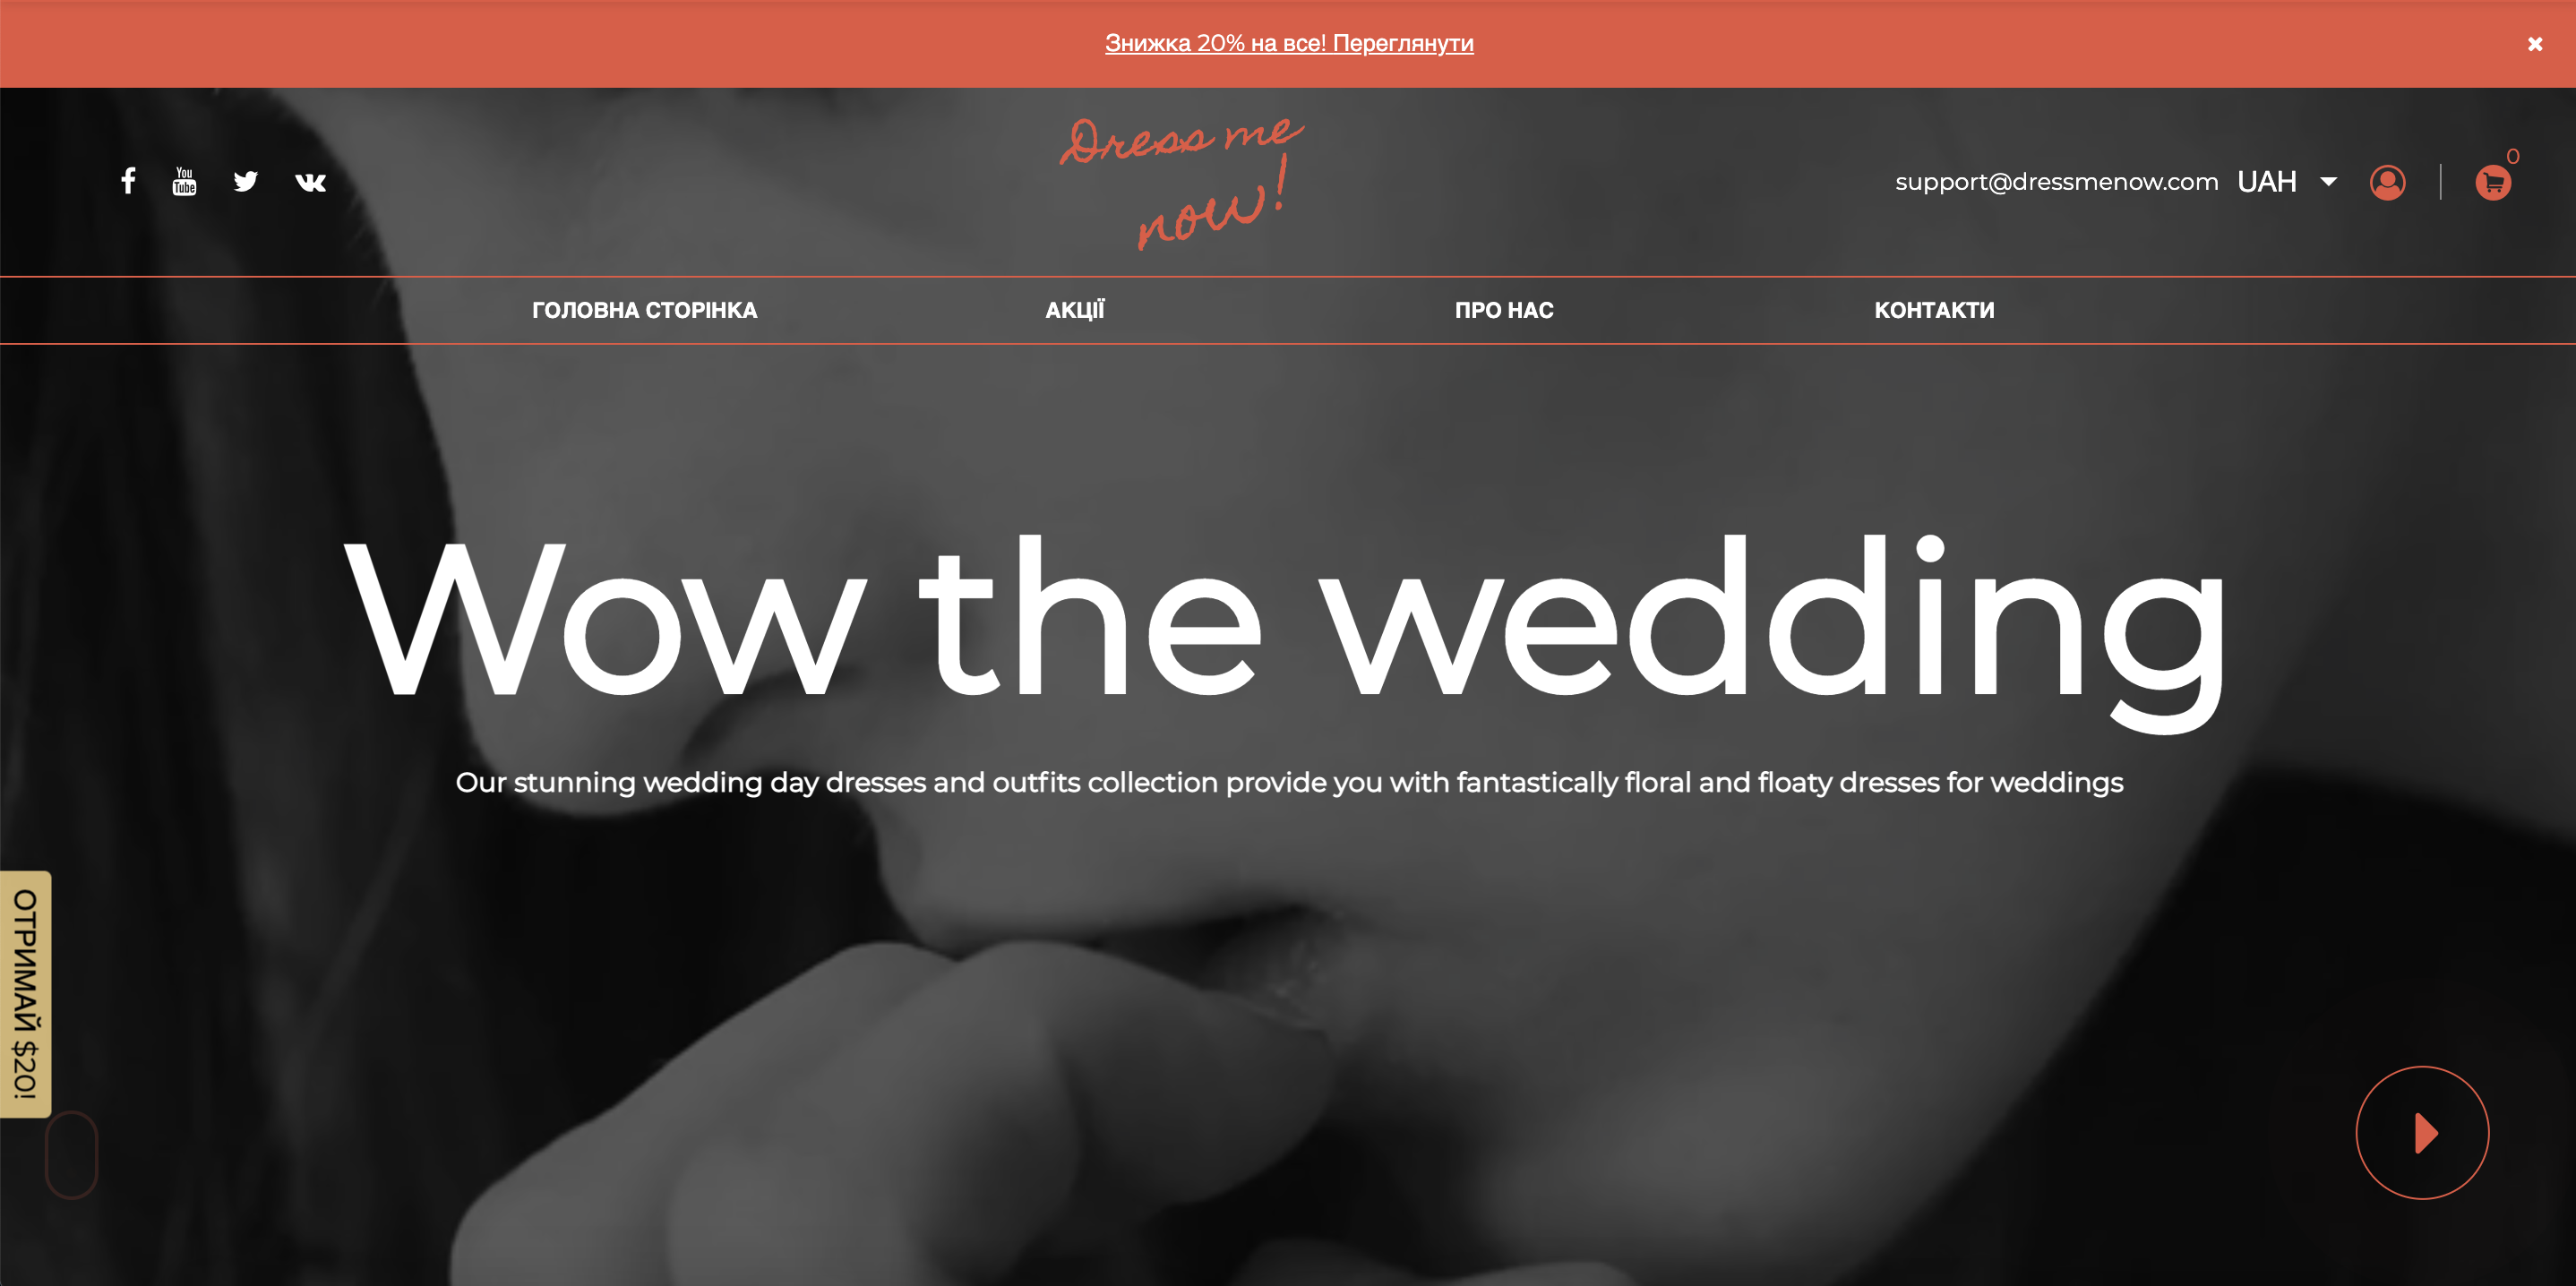 Знижка 20% на все! Переглянути
Dress me
now!
You
Tube
support@dressmenow.com UAH
0
ГОЛОВНА СТОРІНКА АКЦІЇ ПРО НАС КОНТАКТИ
Wow the wedding
Our stunning wedding day dresses and outfits collection provide you with fantastically floral and floaty dresses for weddings
ОТРИМАЙ $20!